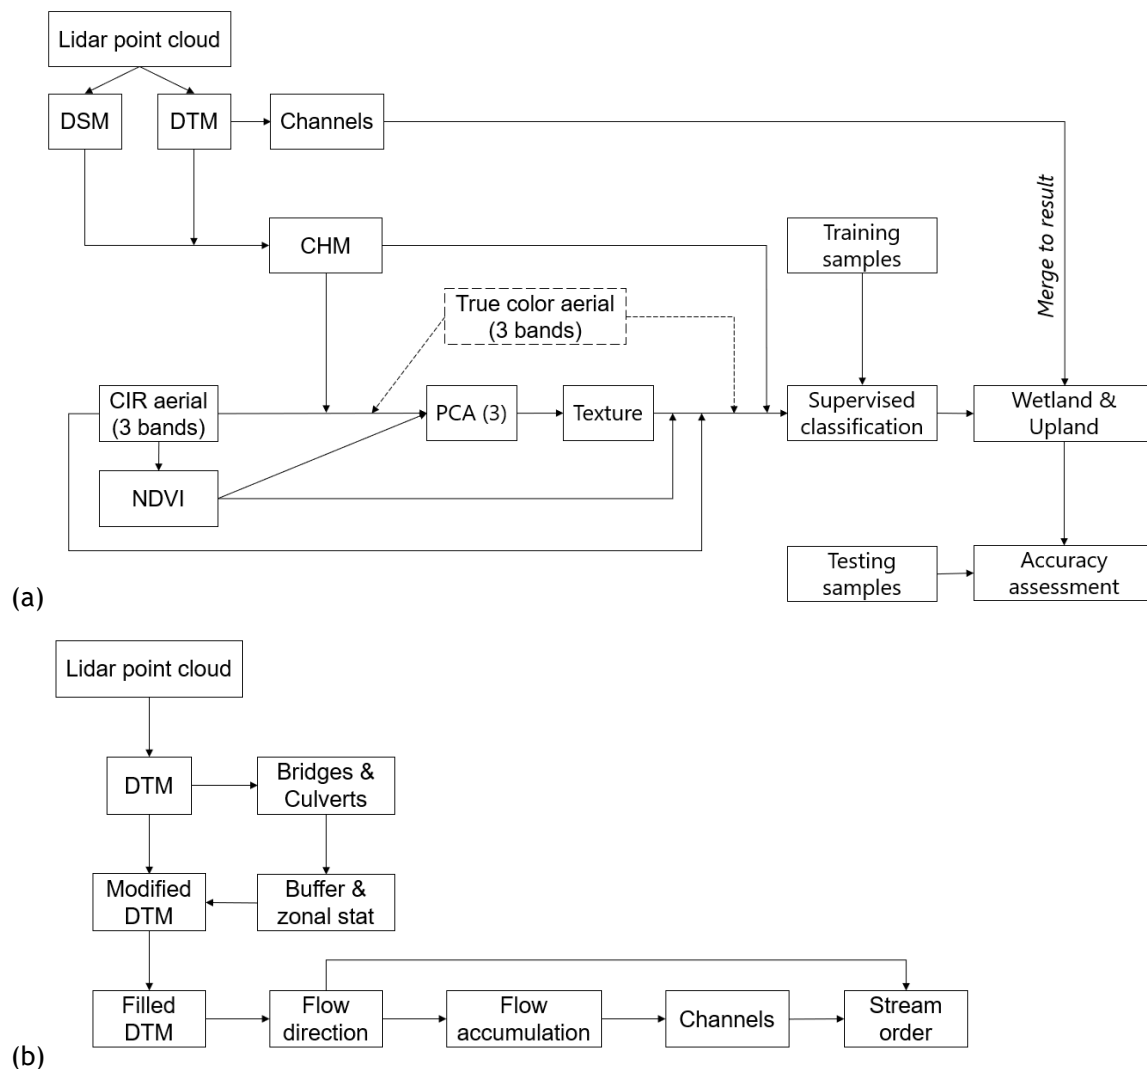 Lidar point cloud
DSM
DTM
Channels
Merge to result
CHM
Training
samples
True color aerial
(3 bands)
CIR aerial
(3 bands)
PCA (3)
Texture
Supervised
classification
Wetland &
Upland
NDVI
Testing
samples
Accuracy
assessment
(a)
Lidar point cloud
DTM
Bridges &
Culverts
Modified
DTM
Buffer &
zonal stat
Filled
DTM
Flow
direction
Flow
accumulation
Channels
Stream
order
(b)